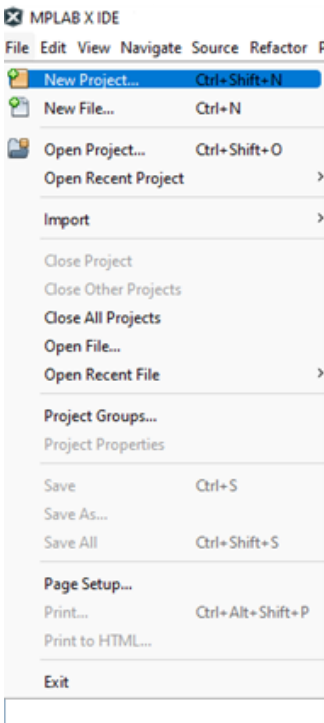 MPLAB X IDE
File Edit View Navigate Source Refactor
New Project... Ctrl+Shift+N
New File... Ctrl+N
Open Project... Ctrl+Shift+O
Open Recent Project >
Import >
Close Project
Close Other Projects
Close All Projects
Open File...
Open Recent File >
Project Groups...
Project Properties
Save Ctrl+S
Save As...
Save All Ctrl+Shift+S
Page Setup...
Print... Ctrl+Alt+Shift+P
Print to HTML...
Exit